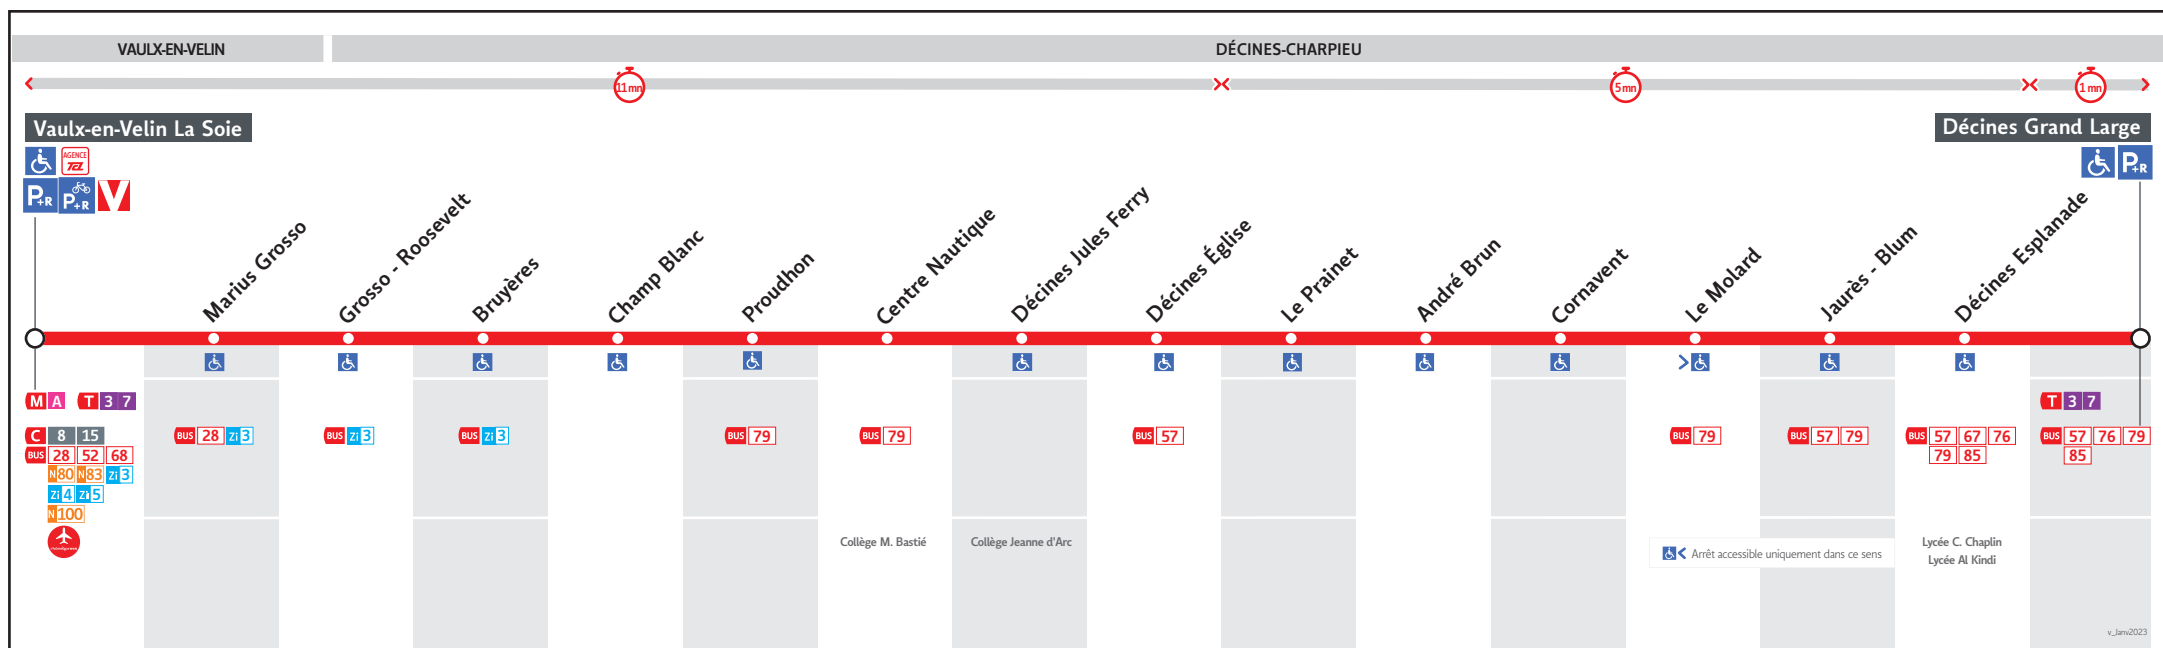 VAULX-EN-VELIN
DÉCINES-CHARPIEU
11 mn
5 mn
1 mn
Vaulx-en-Velin La Soie
Décines Grand Large
AGENCE
TCL
P+R
P+R
V
P+R
Marius Grosso
Grosso - Roosevelt
Bruyères
Champ Blanc
Proudhon
Centre Nautique
Décines Jules Ferry
Décines Église
Le Prainet
André Brun
Cornavent
Le Molard
Jaurès - Blum
Décines Esplanade
M A T 3 7
C 8 15
BUS 28 52 68
N80 N83 Zi 3
Zi 4 Zi 5
N100
BUS 28 Zi 3
BUS Zi 3
BUS Zi 3
BUS 79
BUS 79
BUS 57
BUS 79
BUS 57 79
BUS 57 67 76
79 85
T 3 7
BUS 57 76 79
85
Collège M. Bastié
Collège Jeanne d'Arc
Arrêt accessible uniquement dans ce sens
Lycée C. Chaplin
Lycée Al Kindi
v_Janv2023